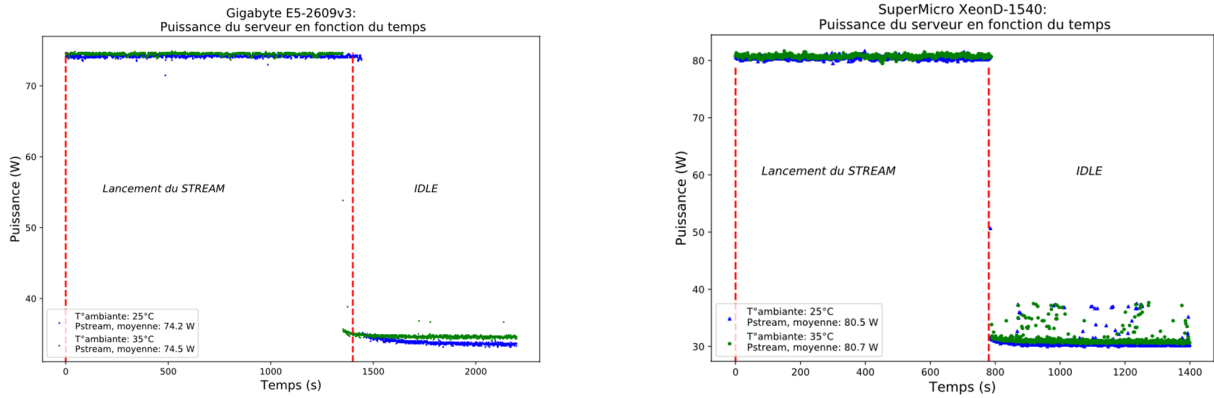 Gigabyte E5-2609v3:
Puissance du serveur en fonction du temps
Puissance (W)
70
60
50
40
Lancement du STREAM
IDLE
T°ambiante: 25°C
Pstream, moyenne: 74.2 W
T°ambiante: 35°C
Pstream, moyenne: 74.5 W
0
500
1000
1500
2000
Temps (s)
SuperMicro XeonD-1540:
Puissance du serveur en fonction du temps
Puissance (W)
80
70
60
50
40
30
Lancement du STREAM
IDLE
T°ambiante: 25°C
Pstream, moyenne: 80.5 W
T°ambiante: 35°C
Pstream, moyenne: 80.7 W
0
200
400
600
800
1000
1200
1400
Temps (s)